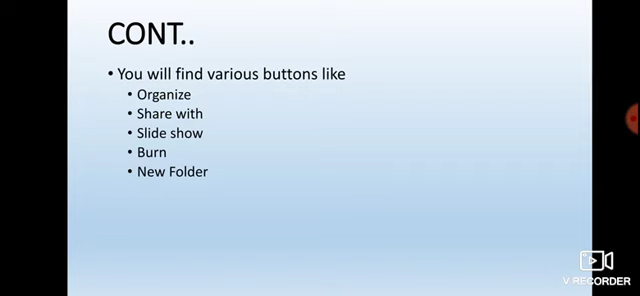 CONT..
• You will find various buttons like
• Organize
• Share with
• Slide show
• Burn
• New Folder
V RECORDER